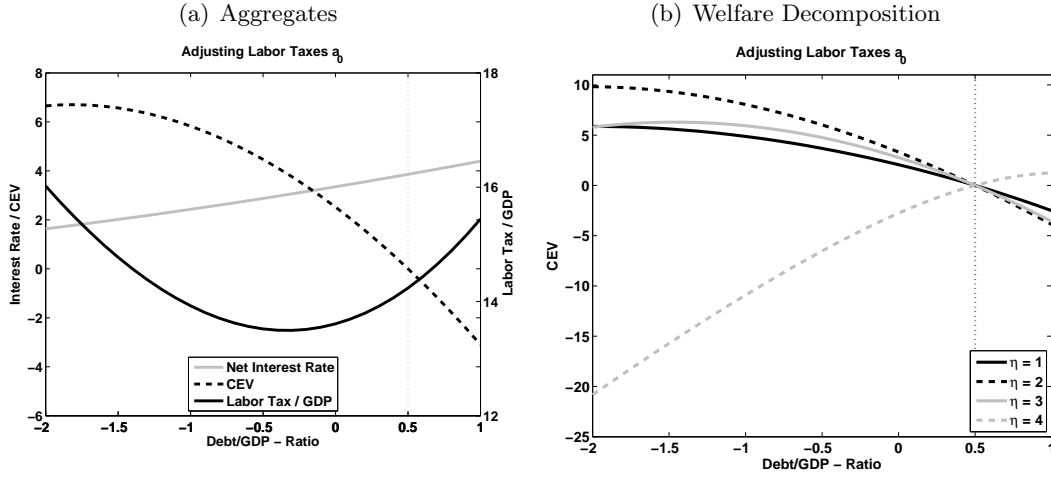 (a) Aggregates
Adjusting Labor Taxes a0
Interest Rate / CEV
8
6
4
2
0
−2
−4
−6
18
16
14
12
Labor Tax / GDP
Net Interest Rate
CEV
Labor Tax / GDP
−2 −1.5 −1 −0.5 0 0.5 1
Debt/GDP − Ratio
(b) Welfare Decomposition
Adjusting Labor Taxes a0
CEV
10
5
0
−5
−10
−15
−20
−25
η = 1
η = 2
η = 3
η = 4
−2 −1.5 −1 −0.5 0 0.5 1
Debt/GDP − Ratio